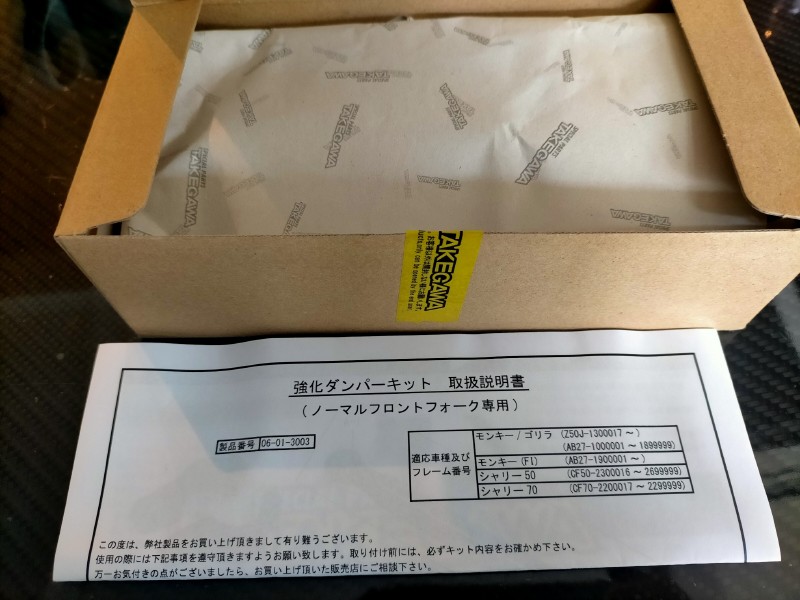 TAKEGAWA
TAKEGAWA
TAKEGAWA
TAKEGAWA
TAKEGAWA
TAKEGAWA
TAKEGAWA
TAKEGAWA
強化ダンパーキット 取扱説明書
(ノーマルフロントフォーク専用)
製品番号 06-01-3003
適応車種及びフレーム番号
モンキー/ゴリラ (Z50J-1300017 ~ )
(AB27-1000001 ~ 1899999)
モンキー (FI) (AB27-1900001 ~ )
シャリー50 (CF50-2300016 ~ 2699999)
シャリー70 (CF70-2200017 ~ 2299999)
この度は、弊社製品をお買い上げ頂きまして有り難うございます。
使用の際には下記事項を遵守頂きますようお願い致します。取り付け前には、必ずキット内容をお確かめ下さい。
万一お気付きの点がございましたら、お買い上げ頂いた販売店にご相談下さい。